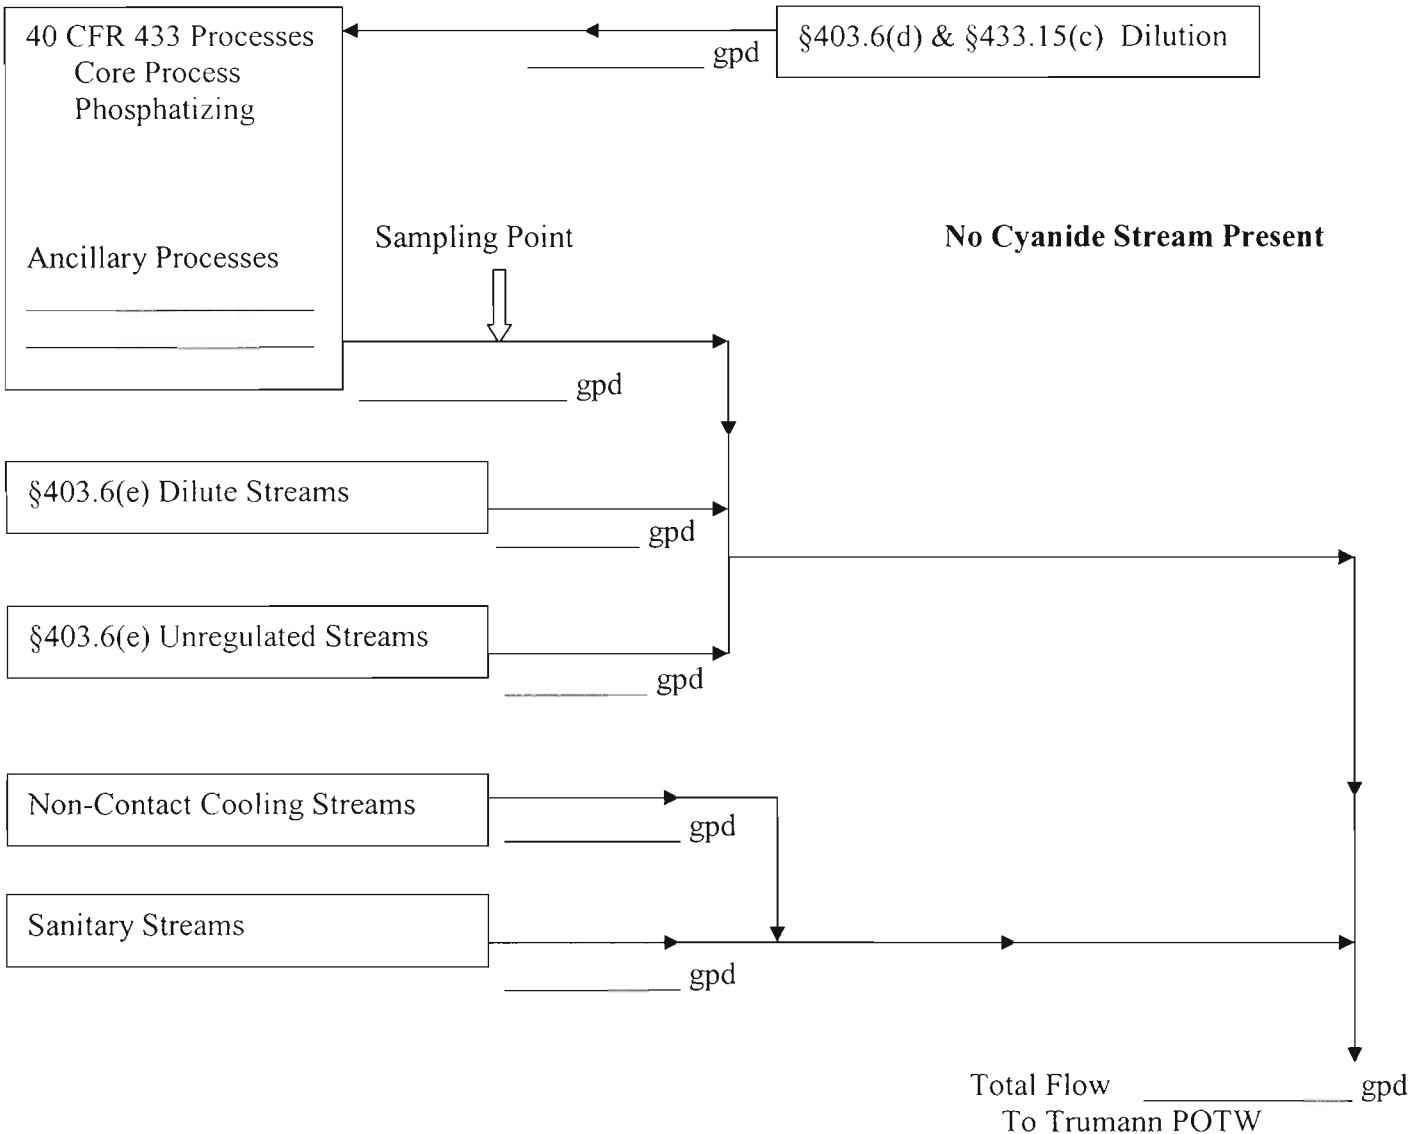 40 CFR 433 Processes
Core Process
Phosphatizing
Ancillary Processes
gpd
§403.6(d) & §433.15(c) Dilution
Sampling Point
No Cyanide Stream Present
gpd
§403.6(e) Dilute Streams
gpd
§403.6(e) Unregulated Streams
gpd
Non-Contact Cooling Streams
gpd
Sanitary Streams
gpd
Total Flow gpd
To Trumann POTW